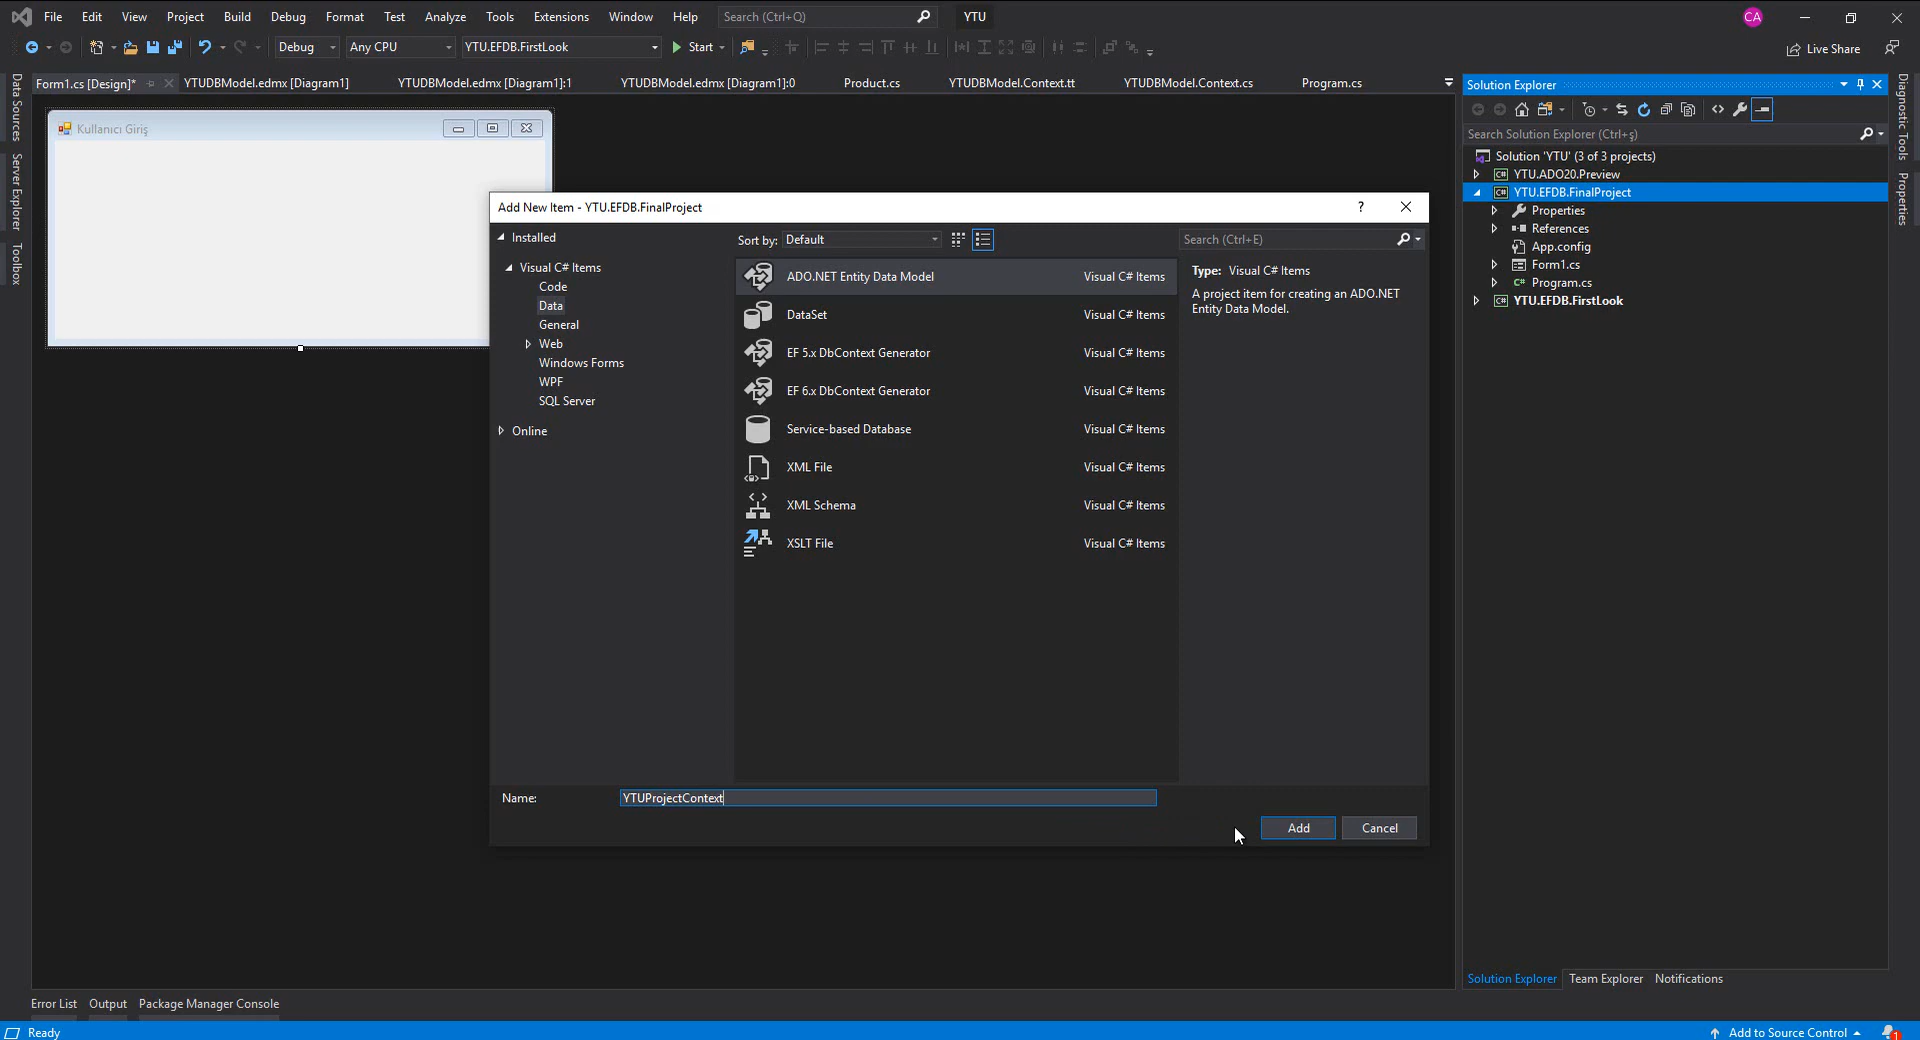 File Edit View Project Build Debug Format Test Analyze Tools Extensions Window Help Search (Ctrl+Q) YTU CA
Debug Any CPU YTU.EFDB.FirstLook Start Live Share
Form1.cs [Design]* YTUDBModel.edmx [Diagram1] YTUDBModel.edmx [Diagram1]:1 YTUDBModel.edmx [Diagram1]:0 Product.cs YTUDBModel.Context.tt YTUDBModel.Context.cs Program.cs
Data Sources
Server Explorer
Toolbox
Kullanıcı Giriş
Add New Item - YTU.EFDB.FinalProject ?
Installed
Visual C# Items
Code
Data
General
Web
Windows Forms
WPF
SQL Server
Online
Sort by: Default
ADO.NET Entity Data Model Visual C# Items
DataSet Visual C# Items
EF 5.x DbContext Generator Visual C# Items
EF 6.x DbContext Generator Visual C# Items
Service-based Database Visual C# Items
XML File Visual C# Items
XML Schema Visual C# Items
XSLT File Visual C# Items
Search (Ctrl+E)
Type: Visual C# Items
A project item for creating an ADO.NET
Entity Data Model.
Name: YTUProjectContext
Add Cancel
Solution Explorer
Search Solution Explorer (Ctrl+ş)
Solution 'YTU' (3 of 3 projects)
C# YTU.ADO20.Preview
C# YTU.EFDB.FinalProject
Properties
References
App.config
Form1.cs
C# Program.cs
C# YTU.EFDB.FirstLook
Solution Explorer Team Explorer Notifications
Diagnostic Tools
Properties
Error List Output Package Manager Console
Ready Add to Source Control 1